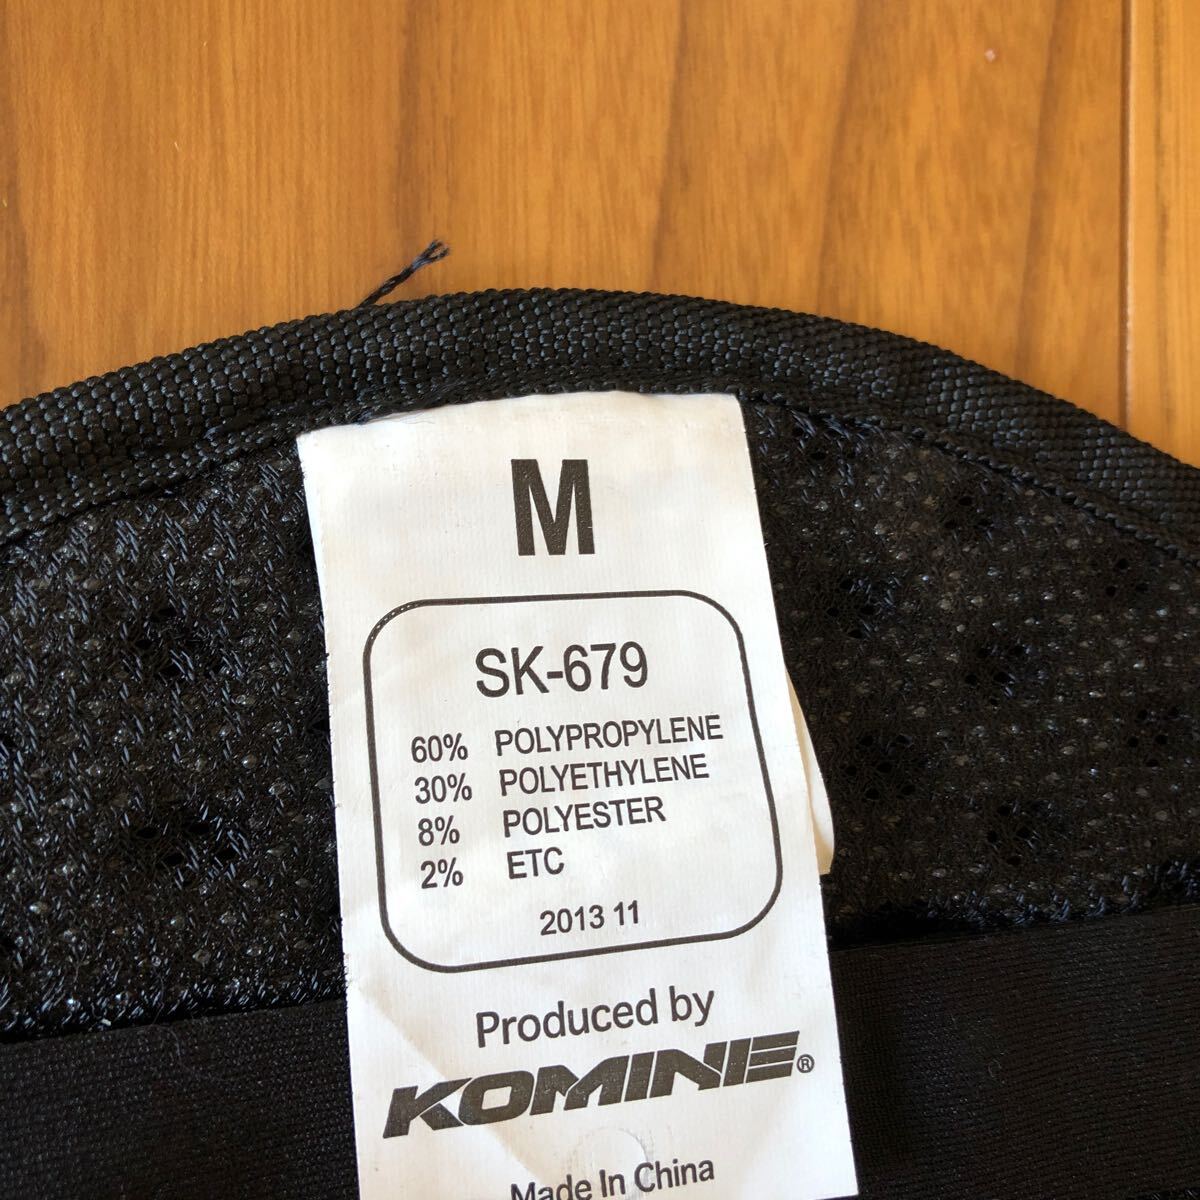 M
SK-679
60% POLYPROPYLENE
30% POLYETHYLENE
8% POLYESTER
2% ETC
2013 11
Produced by
KOMINE®
Made In China